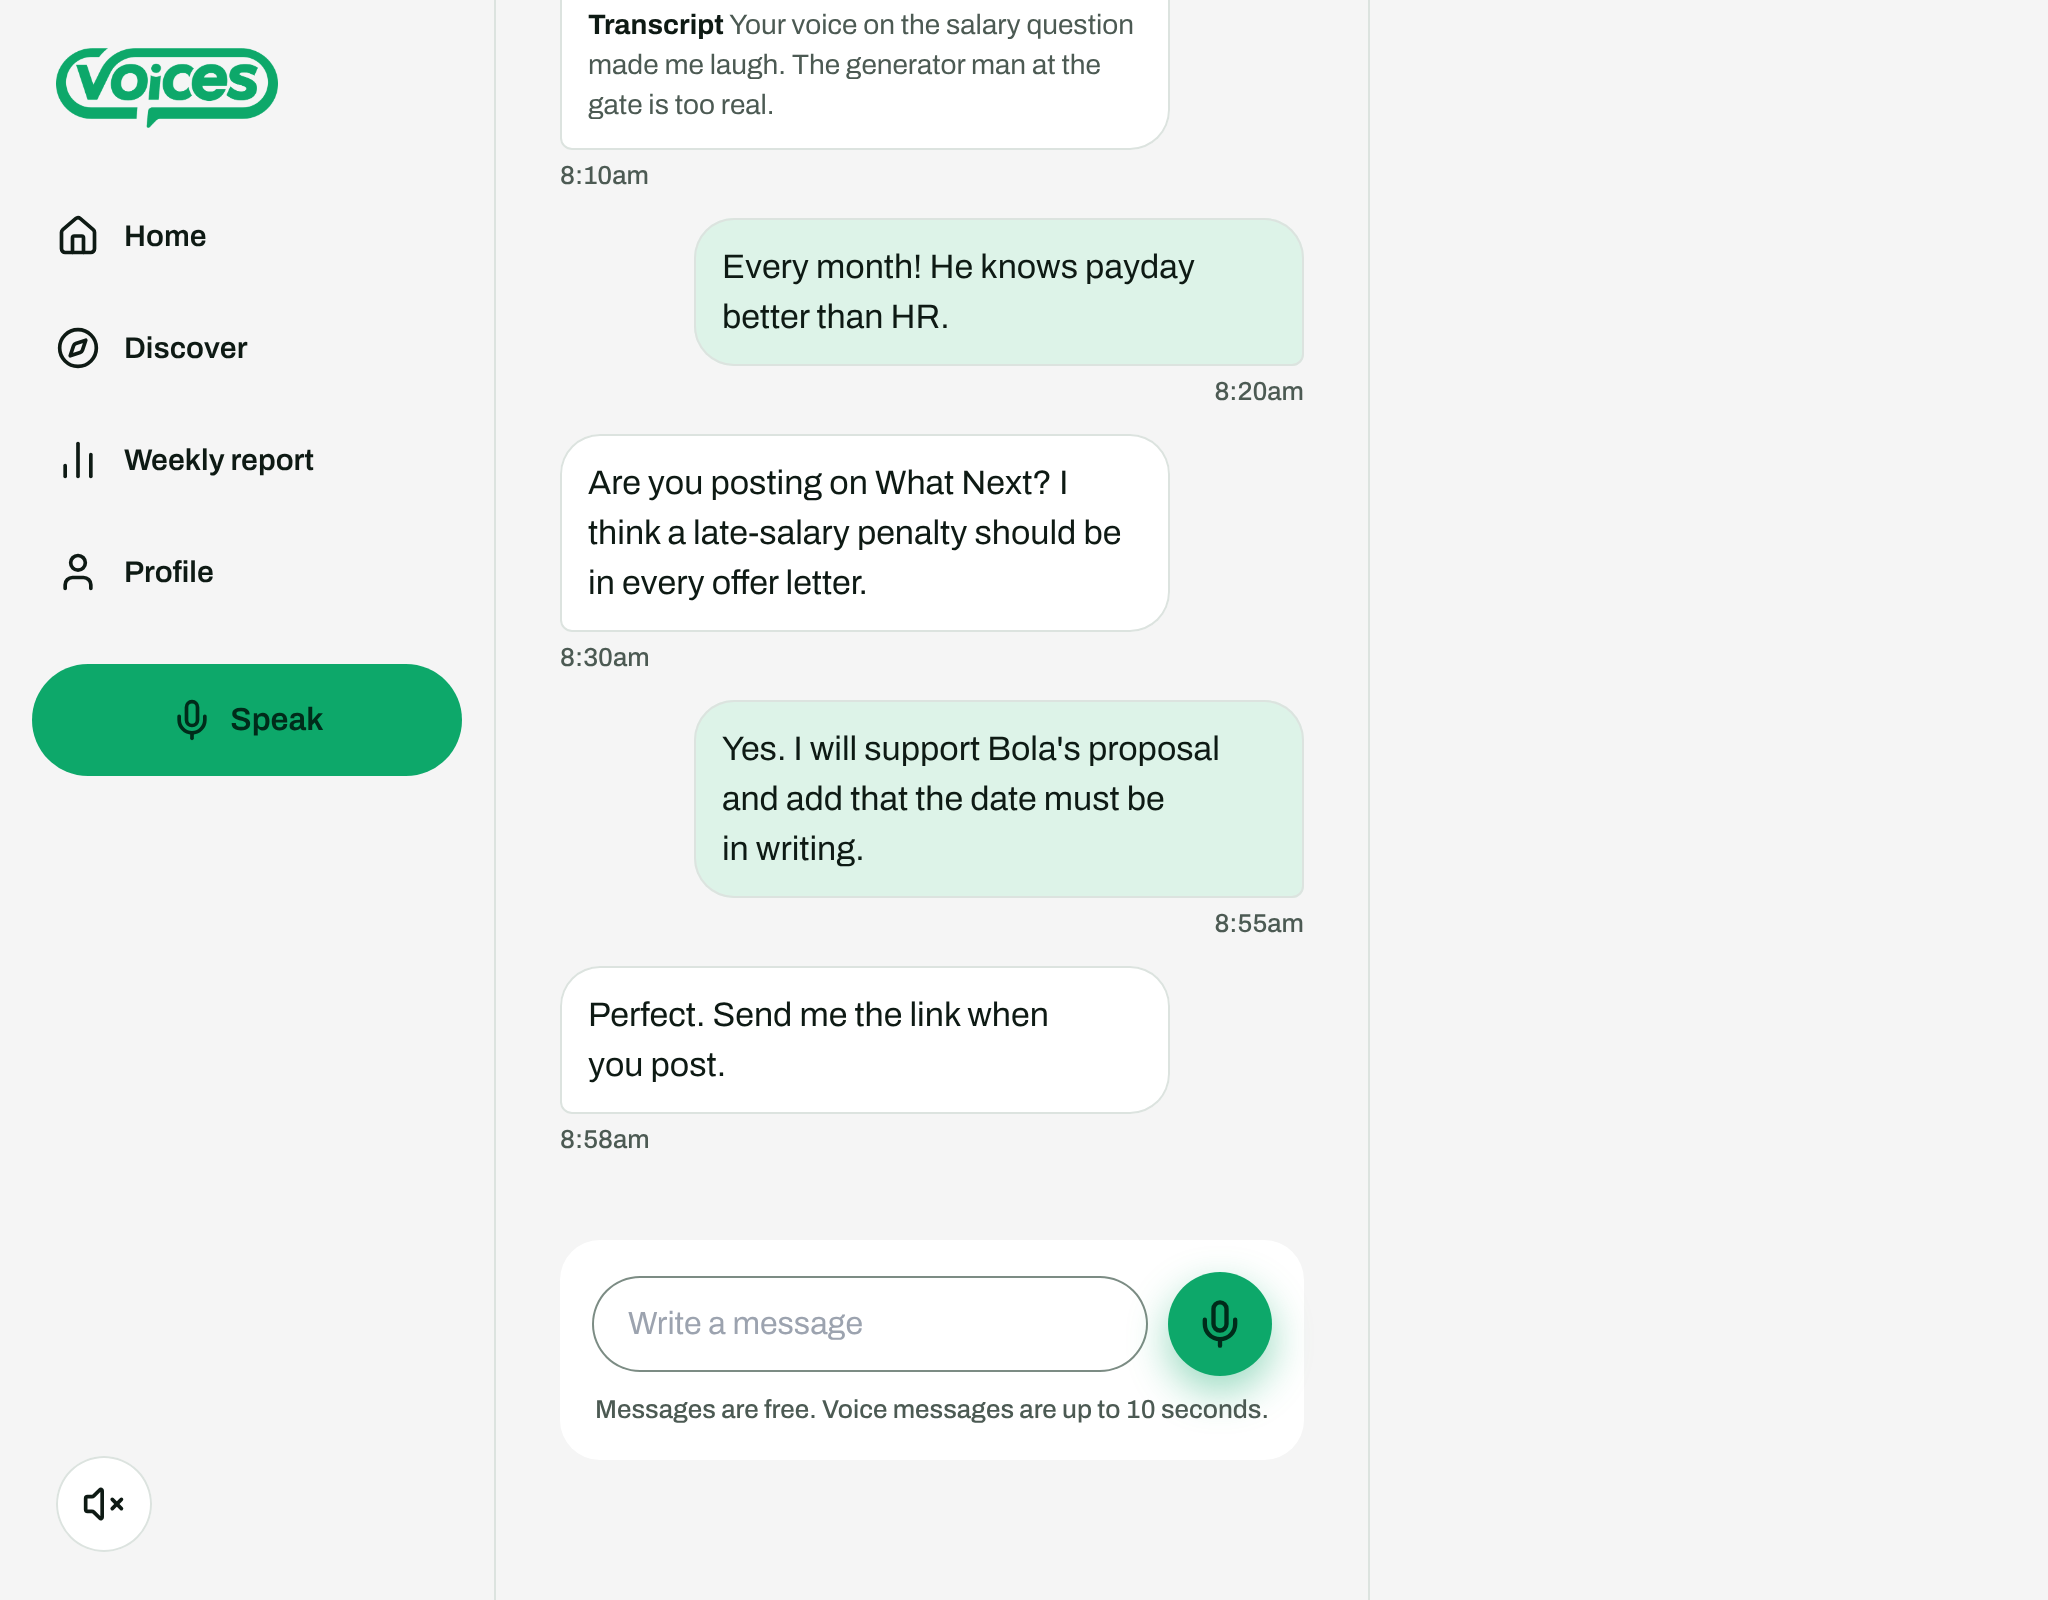 voices
Home
Discover
Weekly report
Profile
Speak
Transcript Your voice on the salary question
made me laugh. The generator man at the
gate is too real.
8:10am
Every month! He knows payday
better than HR.
8:20am
Are you posting on What Next? I
think a late-salary penalty should be
in every offer letter.
8:30am
Yes. I will support Bola's proposal
and add that the date must be
in writing.
8:55am
Perfect. Send me the link when
you post.
8:58am
Write a message
Messages are free. Voice messages are up to 10 seconds.